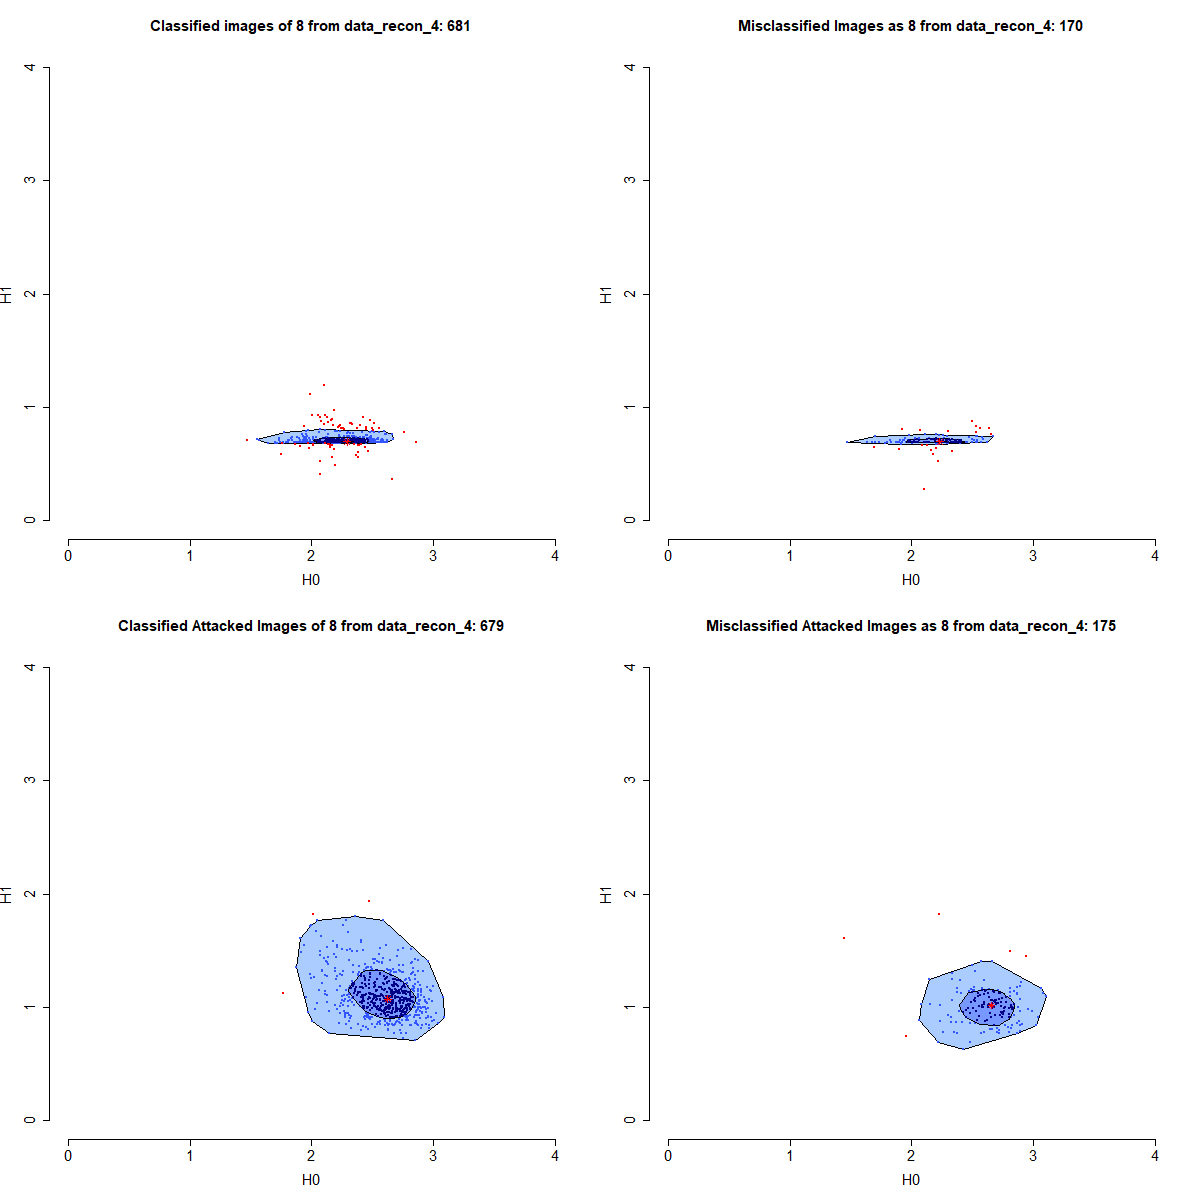 Classified images of 8 from data_recon_4: 681
4
3
2
1
0
H1
0 1 2 3 4
H0
Misclassified Images as 8 from data_recon_4: 170
4
3
2
1
0
H1
0 1 2 3 4
H0
Classified Attacked Images of 8 from data_recon_4: 679
4
3
2
1
0
H1
0 1 2 3 4
H0
Misclassified Attacked Images as 8 from data_recon_4: 175
4
3
2
1
0
H1
0 1 2 3 4
H0